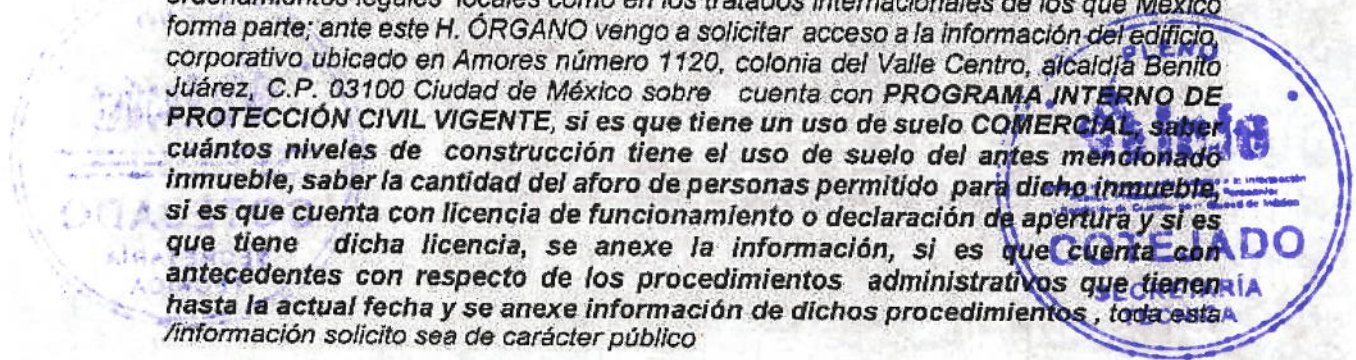 ordenamientos legales locales como en los tratados internacionales de los que México
forma parte; ante este H. ÓRGANO vengo a solicitar acceso a la información del edificio,
corporativo ubicado en Amores número 1120, colonia del Valle Centro, alcaldía Benito
Juárez, C.P. 03100 Ciudad de México sobre cuenta con PROGRAMA INTERNO DE
PROTECCIÓN CIVIL VIGENTE, si es que tiene un uso de suelo COMERCIAL, saber
cuántos niveles de construcción tiene el uso de suelo del antes mencionado
inmueble, saber la cantidad del aforo de personas permitido para dicho inmueble,
si es que cuenta con licencia de funcionamiento o declaración de apertura y si es
que tiene dicha licencia, se anexe la información, si es que cuenta con
antecedentes con respecto de los procedimientos administrativos que tienen
hasta la actual fecha y se anexe información de dichos procedimientos , toda esta
/información solicito sea de carácter público
PLENO
info
COTEJADO
SECRETARÍA
TÉCNICA